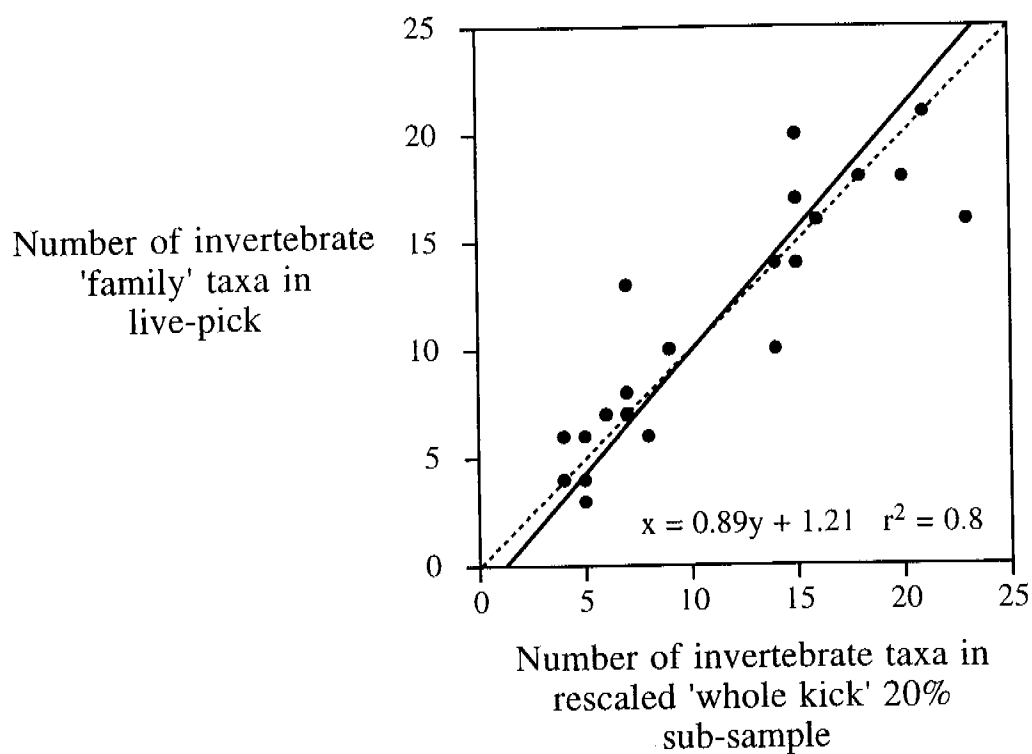 25
20
15
10
5
0
Number of invertebrate
'family' taxa in
live-pick
x = 0.89y + 1.21 r² = 0.8
0 5 10 15 20 25
Number of invertebrate taxa in
rescaled 'whole kick' 20%
sub-sample